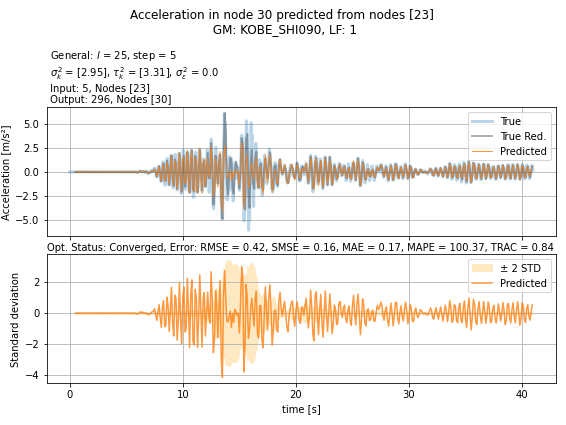 Acceleration in node 30 predicted from nodes [23]
GM: KOBE_SHI090, LF: 1
General: l = 25, step = 5
σ²ₖ = [2.95], τ²ₖ = [3.31], σ²ε = 0.0
Input: 5, Nodes [23]
Output: 296, Nodes [30]
Acceleration [m/s²]
5.0
2.5
0.0
−2.5
−5.0
True
True Red.
Predicted
Opt. Status: Converged, Error: RMSE = 0.42, SMSE = 0.16, MAE = 0.17, MAPE = 100.37, TRAC = 0.84
Standard deviation
2
0
−2
−4
± 2 STD
Predicted
0
10
20
30
40
time [s]